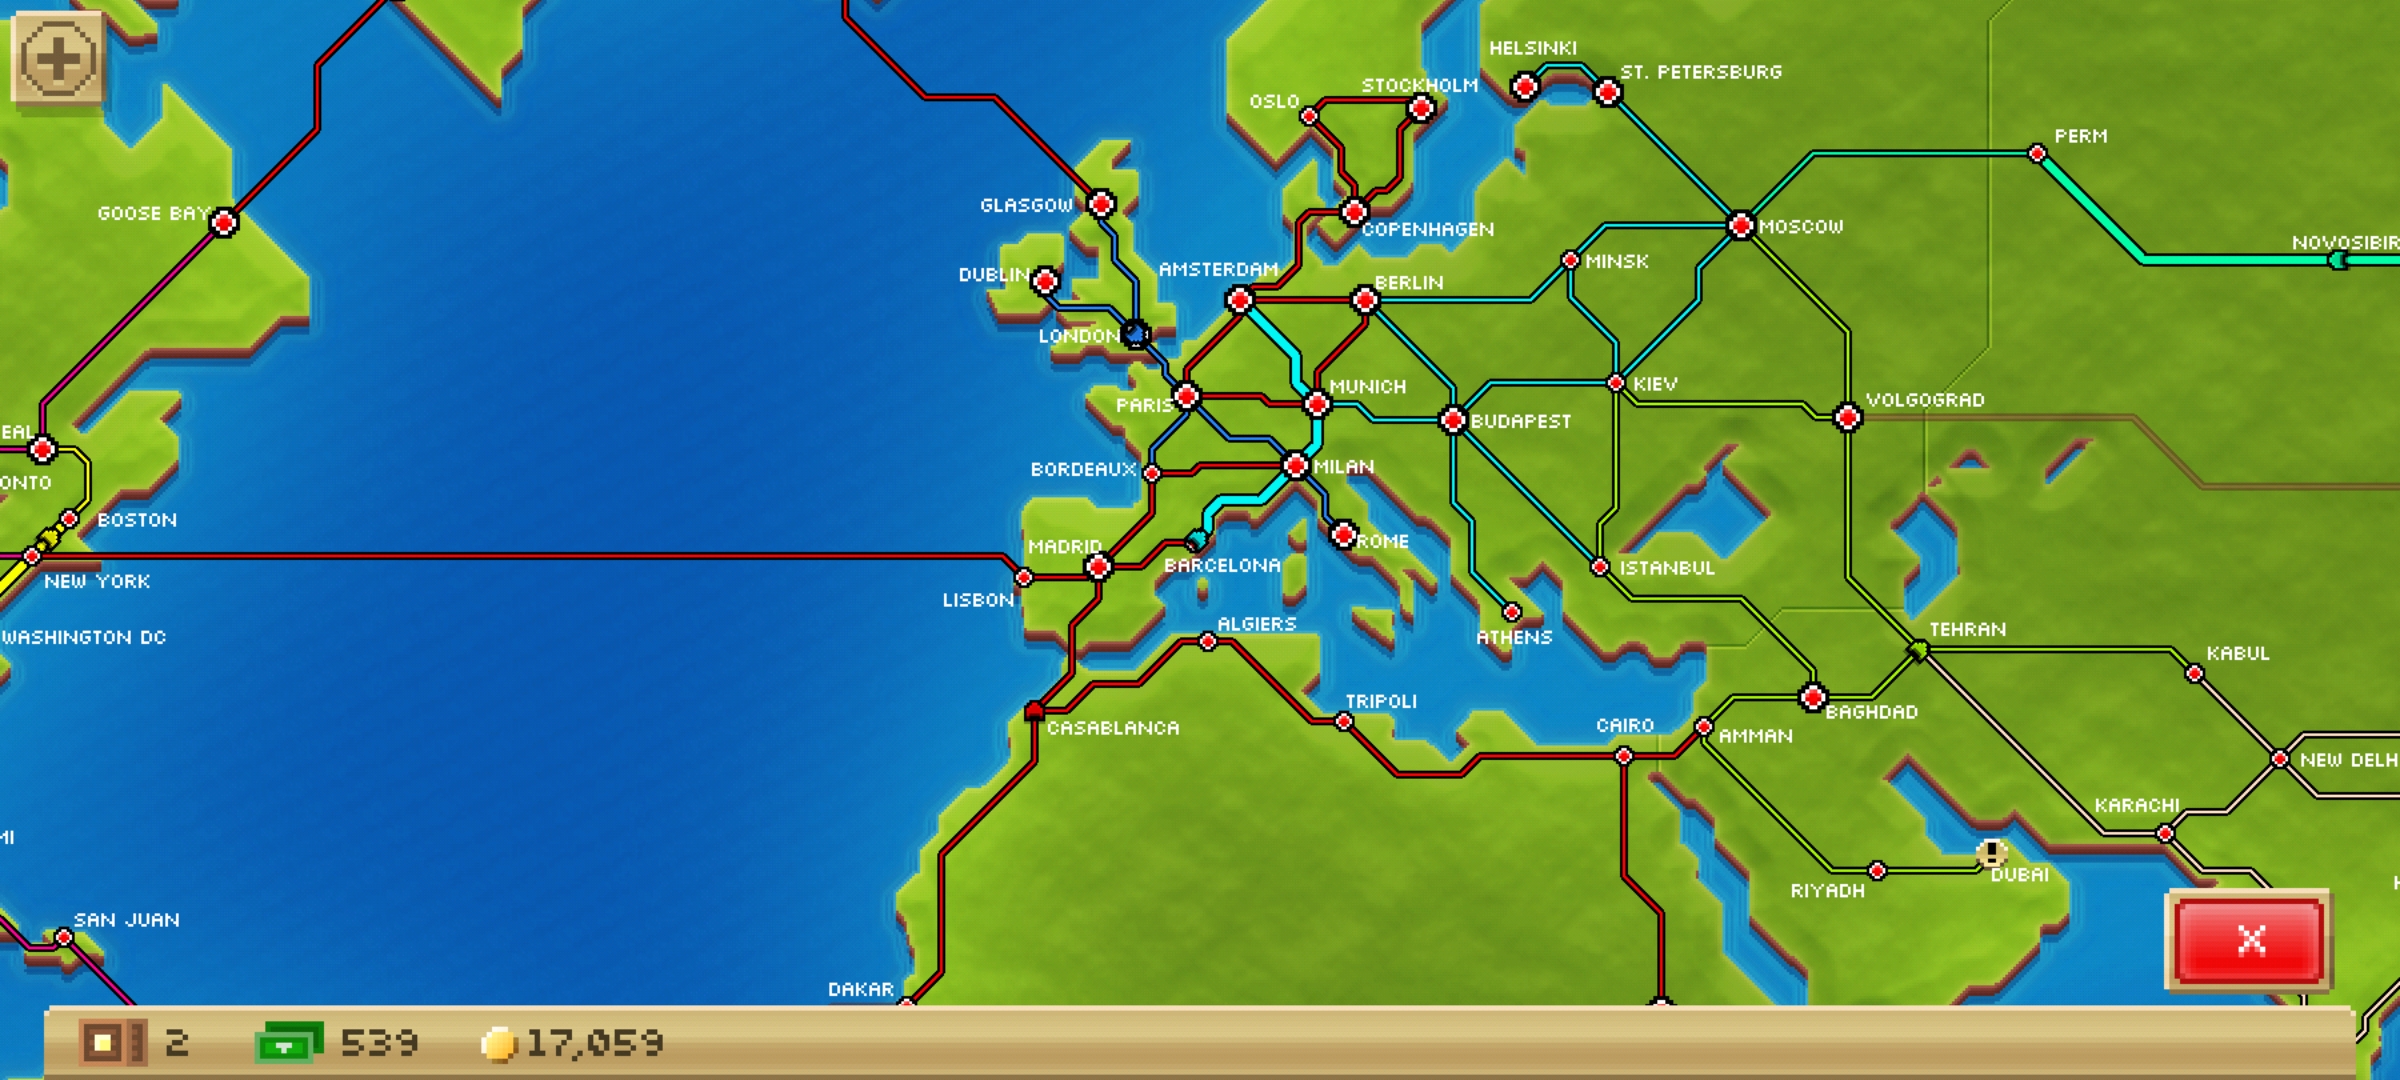 HELSINKI
ST. PETERSBURG
STOCKHOLM
OSLO
PERM
GLASGOW
GOOSE BAY
COPENHAGEN
MOSCOW
NOVOSIBIR
MINSK
AMSTERDAM
DUBLIN
BERLIN
LONDON
MUNICH
KIEV
PARIS
VOLGOGRAD
BUDAPEST
EAL
BORDEAUX
MILAN
ONTO
BOSTON
ROME
MADRID
BARCELONA
ISTANBUL
NEW YORK
LISBON
WASHINGTON DC
ALGIERS
ATHENS
TEHRAN
KABUL
TRIPOLI
BAGHDAD
CASABLANCA
CAIRO
AMMAN
NEW DELH
KARACHI
MI
DUBAI
RIYADH
SAN JUAN
DAKAR
2
539
17,059